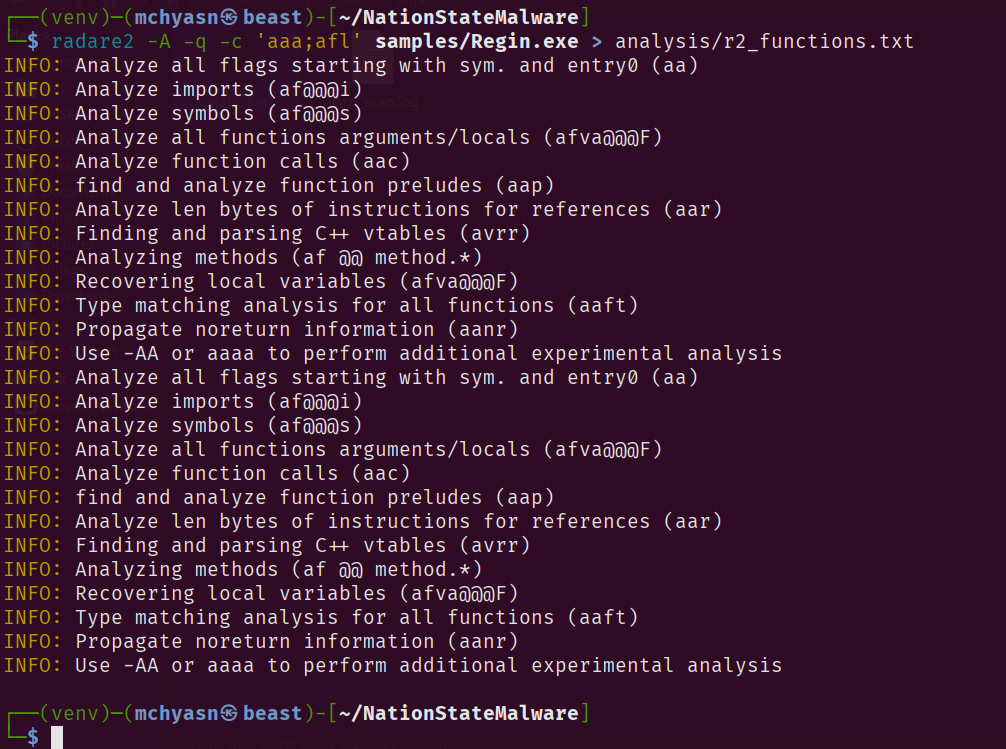 ┌──(venv)─(mchyasn㉿beast)-[~/NationStateMalware]
└─$ radare2 -A -q -c 'aaa;afl' samples/Regin.exe > analysis/r2_functions.txt
INFO: Analyze all flags starting with sym. and entry0 (aa)
INFO: Analyze imports (af@@@i)
INFO: Analyze symbols (af@@@s)
INFO: Analyze all functions arguments/locals (afva@@@F)
INFO: Analyze function calls (aac)
INFO: find and analyze function preludes (aap)
INFO: Analyze len bytes of instructions for references (aar)
INFO: Finding and parsing C++ vtables (avrr)
INFO: Analyzing methods (af @@ method.*)
INFO: Recovering local variables (afva@@@F)
INFO: Type matching analysis for all functions (aaft)
INFO: Propagate noreturn information (aanr)
INFO: Use -AA or aaaa to perform additional experimental analysis
INFO: Analyze all flags starting with sym. and entry0 (aa)
INFO: Analyze imports (af@@@i)
INFO: Analyze symbols (af@@@s)
INFO: Analyze all functions arguments/locals (afva@@@F)
INFO: Analyze function calls (aac)
INFO: find and analyze function preludes (aap)
INFO: Analyze len bytes of instructions for references (aar)
INFO: Finding and parsing C++ vtables (avrr)
INFO: Analyzing methods (af @@ method.*)
INFO: Recovering local variables (afva@@@F)
INFO: Type matching analysis for all functions (aaft)
INFO: Propagate noreturn information (aanr)
INFO: Use -AA or aaaa to perform additional experimental analysis
┌──(venv)─(mchyasn㉿beast)-[~/NationStateMalware]
└─$